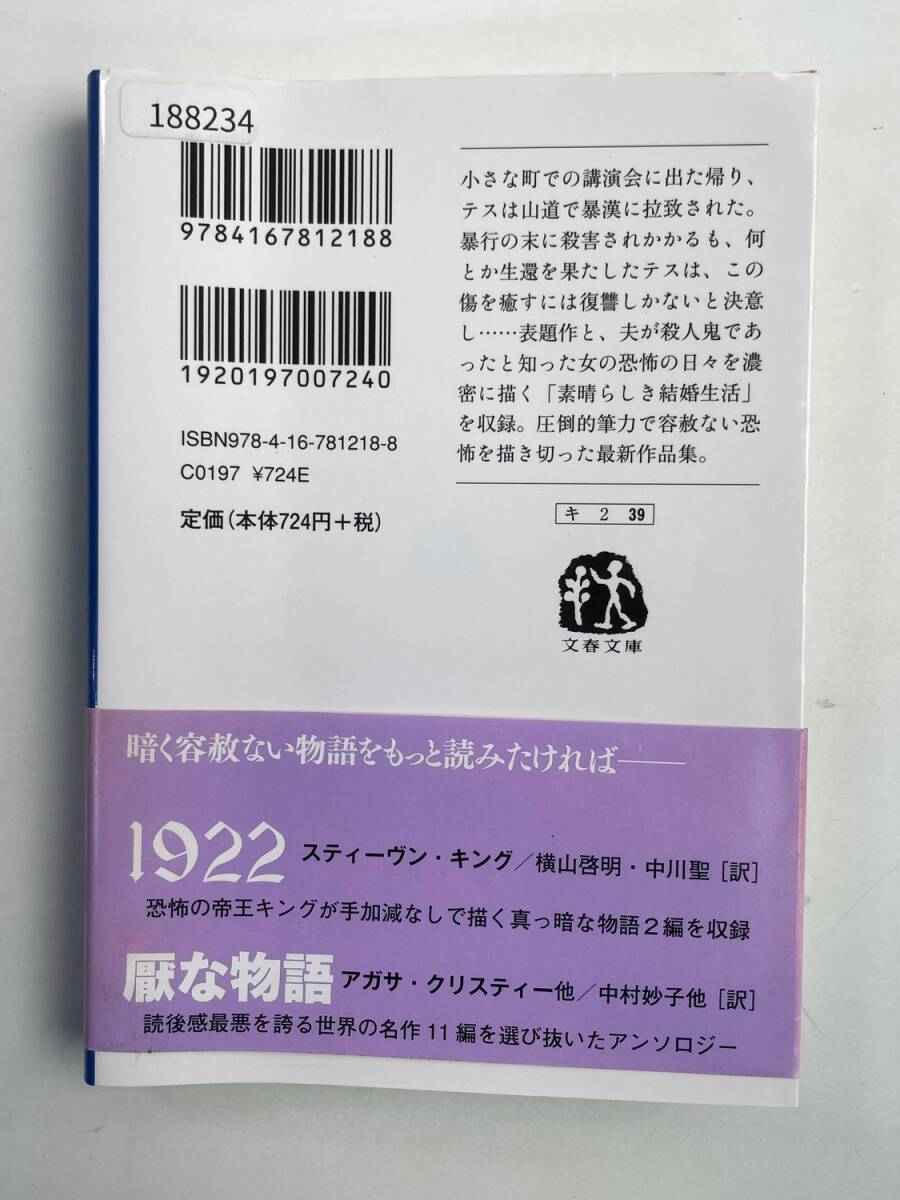 188234
9784167812188
1920197007240
ISBN978-4-16-781218-8
C0197 ¥724E
定価(本体724円+税)
小さな町での講演会に出た帰り、
テスは山道で暴漢に拉致された。
暴行の末に殺害されかかるも、何
とか生還を果たしたテスは、この
傷を癒すには復讐しかないと決意
し……表題作と、夫が殺人鬼であ
ったと知った女の恐怖の日々を濃
密に描く「素晴らしき結婚生活」
を収録。圧倒的筆力で容赦ない恐
怖を描き切った最新作品集。
キ 2 39
文春文庫
暗く容赦ない物語をもっと読みたければ――
1922 スティーヴン・キング/横山啓明・中川聖[訳]
恐怖の帝王キングが手加減なしで描く真っ暗な物語2編を収録
厭な物語 アガサ・クリスティー他/中村妙子他[訳]
読後感最悪を誇る世界の名作11編を選び抜いたアンソロジー